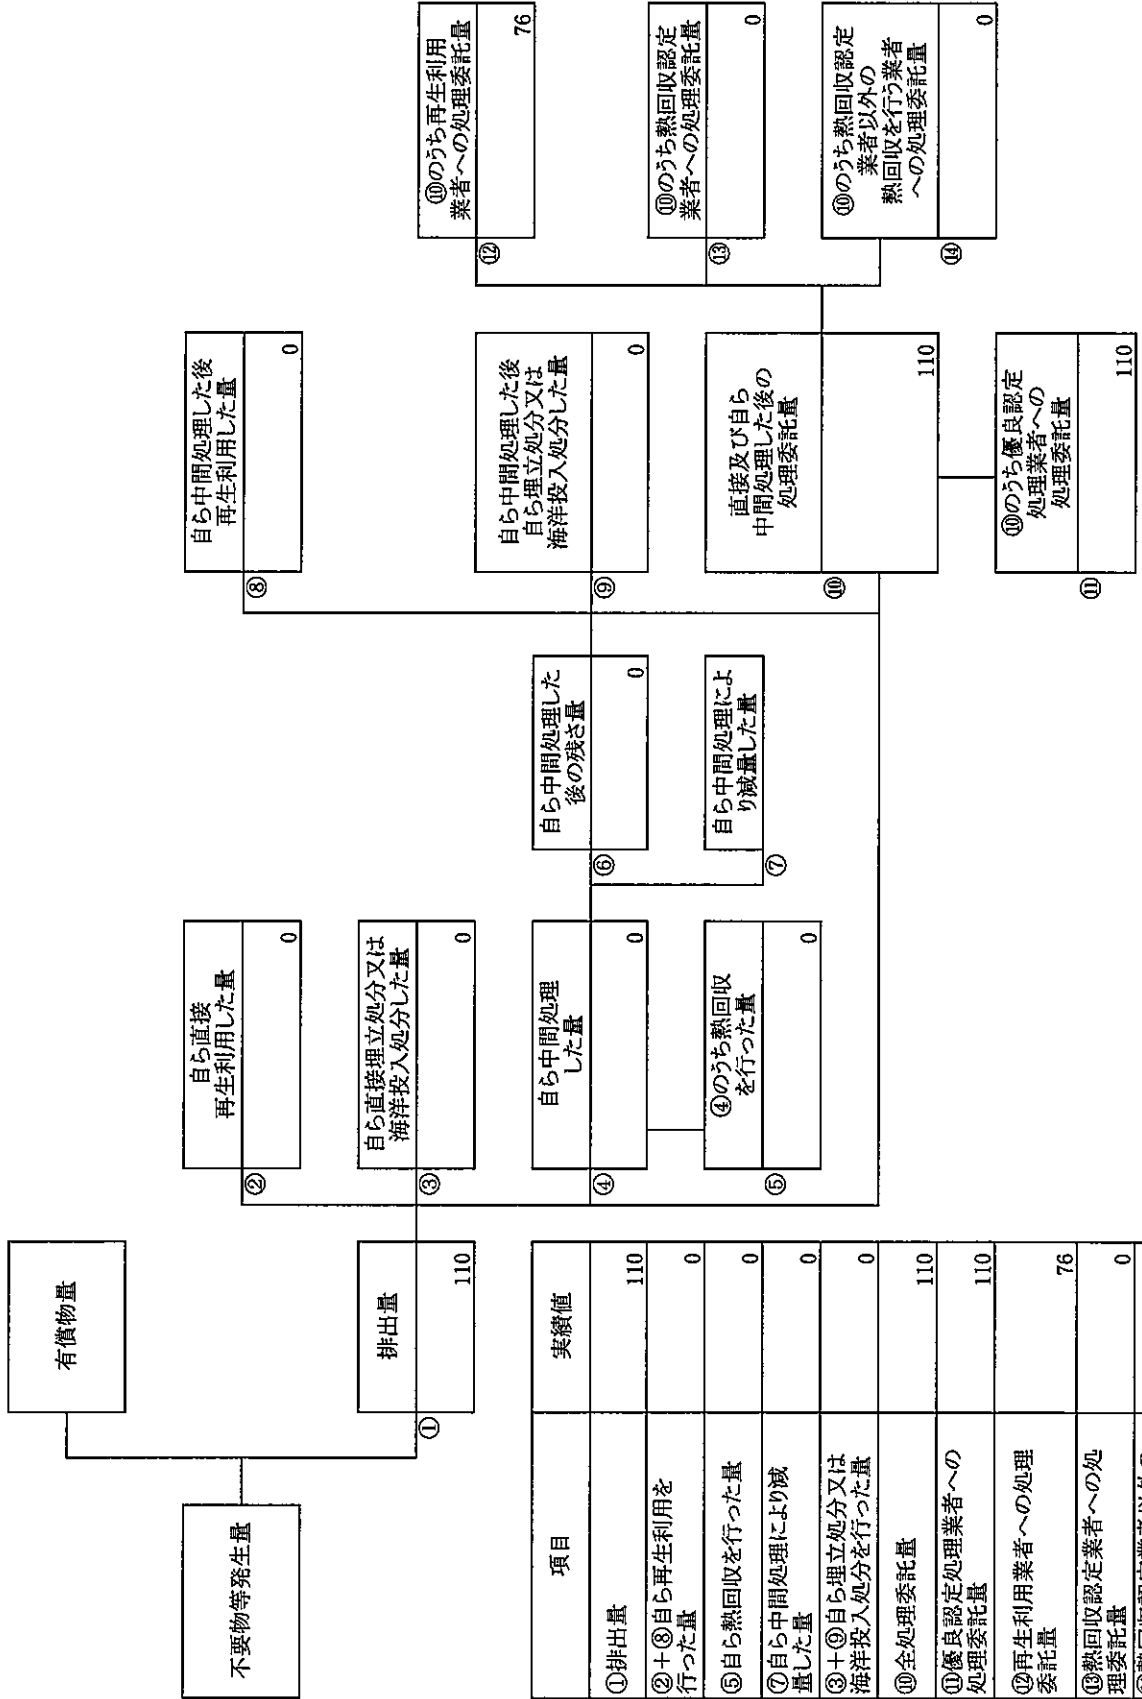 不要物等発生量
有償物量
①
排出量
110
②
自ら直接
再生利用した量
0
③
自ら直接埋立処分又は
海洋投入処分した量
0
④
自ら中間処理
した量
0
⑤
④のうち熱回収
を行った量
0
⑥
自ら中間処理した
後の残さ量
0
⑦
自ら中間処理によ
り減量した量
⑧
自ら中間処理した後
再生利用した量
0
⑨
自ら中間処理した後
自ら埋立処分又は
海洋投入処分した量
0
⑩
直接及び自ら
中間処理した後の
処理委託量
110
⑪
⑩のうち優良認定
処理業者への
処理委託量
110
⑫
⑩のうち再生利用
業者への処理委託量
76
⑬
⑩のうち熱回収認定
業者への処理委託量
0
⑭
⑩のうち熱回収認定
業者以外の
熱回収を行う業者
への処理委託量
0
項目 実績値
①排出量 110
②+⑧自ら再生利用を
行った量 0
⑤自ら熱回収を行った量 0
⑦自ら中間処理により減
量した量 0
③+⑨自ら埋立処分又は
海洋投入処分を行った量 0
⑩全処理委託量 110
⑪優良認定処理業者への
処理委託量 110
⑫再生利用業者への処理
委託量 76
⑬熱回収認定業者への処
理委託量 0